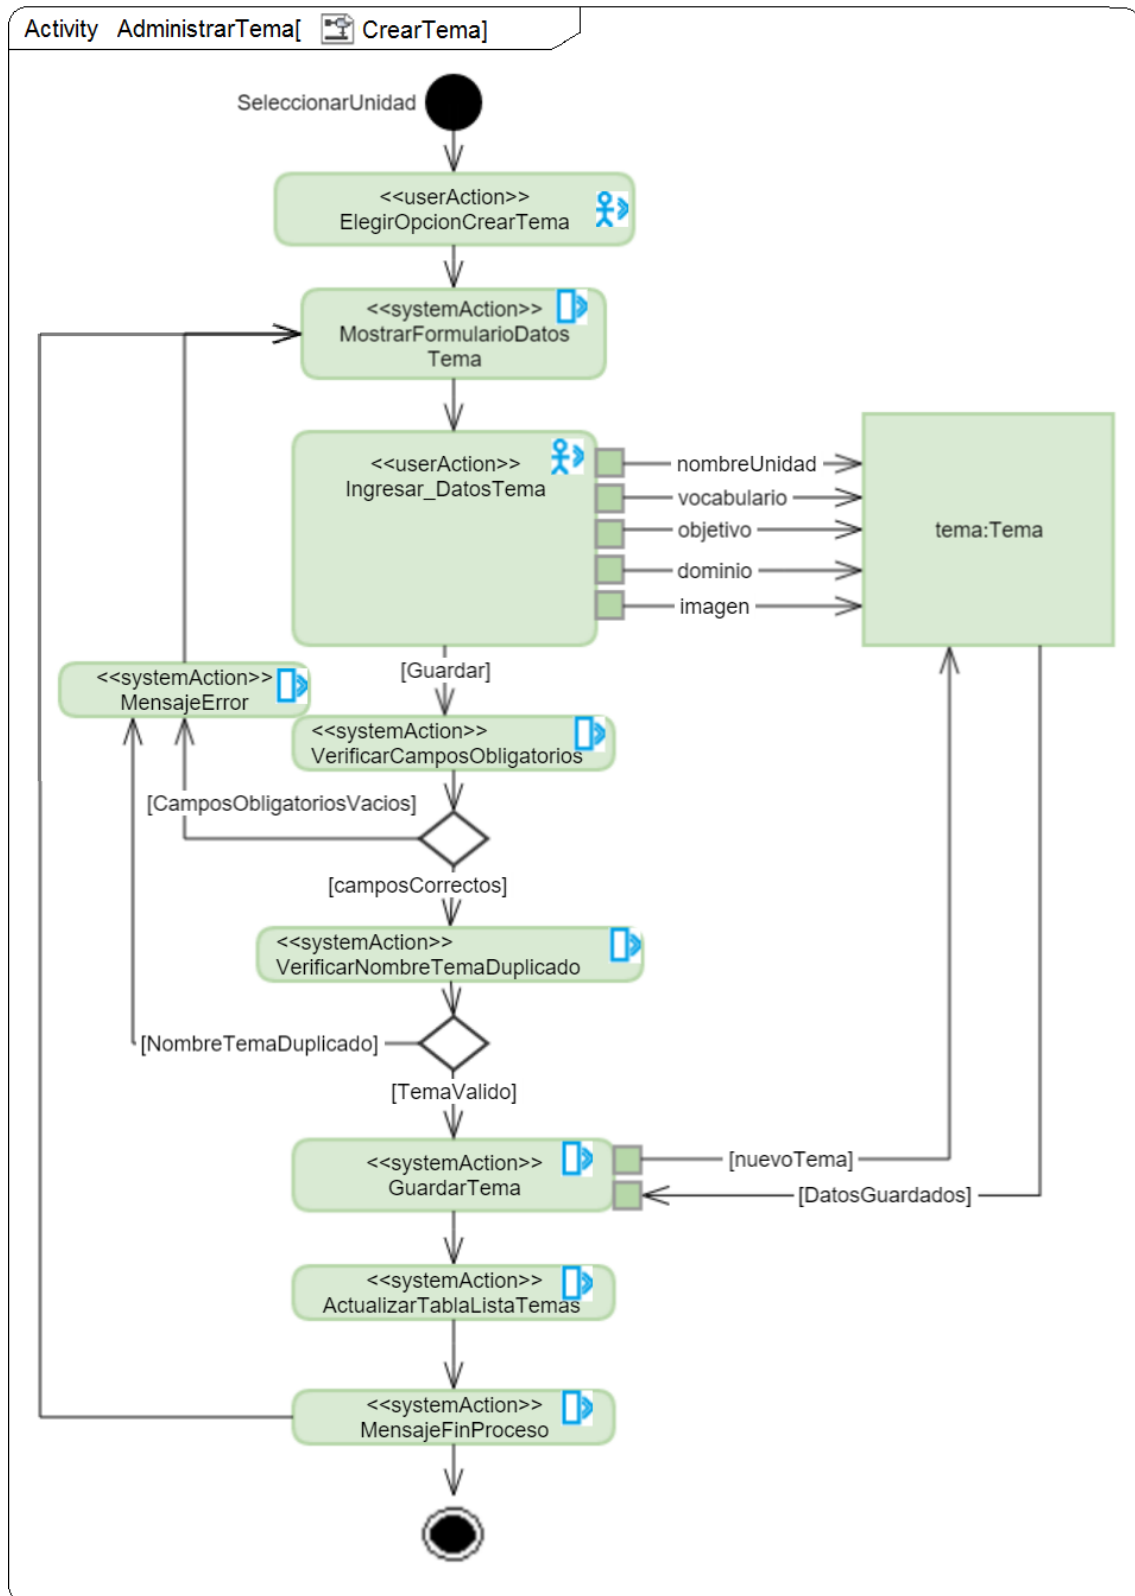 Activity AdministrarTema[ CrearTema]
SeleccionarUnidad
<<userAction>>
ElegirOpcionCrearTema
<<systemAction>>
MostrarFormularioDatos
Tema
<<userAction>>
Ingresar_DatosTema
nombreUnidad
vocabulario
objetivo
dominio
imagen
tema:Tema
[Guardar]
<<systemAction>>
MensajeError
<<systemAction>>
VerificarCamposObligatorios
[CamposObligatoriosVacios]
[camposCorrectos]
<<systemAction>>
VerificarNombreTemaDuplicado
[NombreTemaDuplicado]
[TemaValido]
<<systemAction>>
GuardarTema
[nuevoTema]
[DatosGuardados]
<<systemAction>>
ActualizarTablaListaTemas
<<systemAction>>
MensajeFinProceso